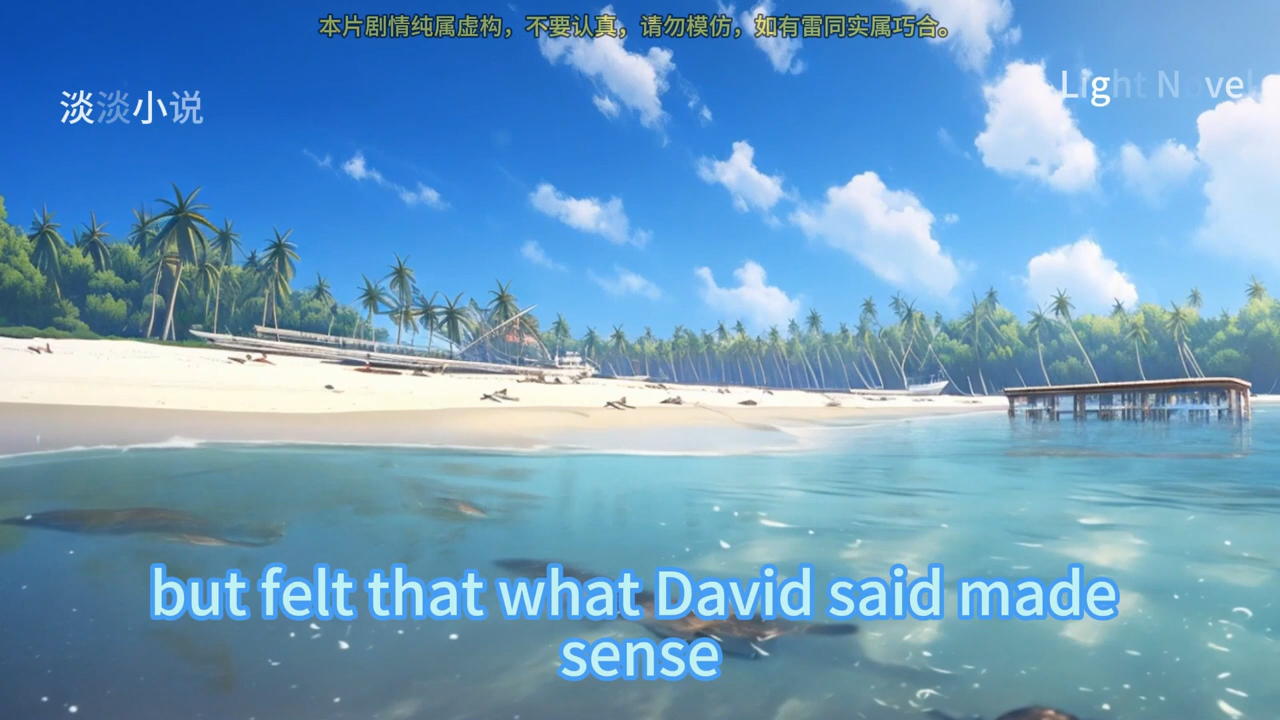 本片剧情纯属虚构，不要认真，请勿模仿，如有雷同实属巧合。
淡淡小说
Light Novel
but felt that what David said made
sense